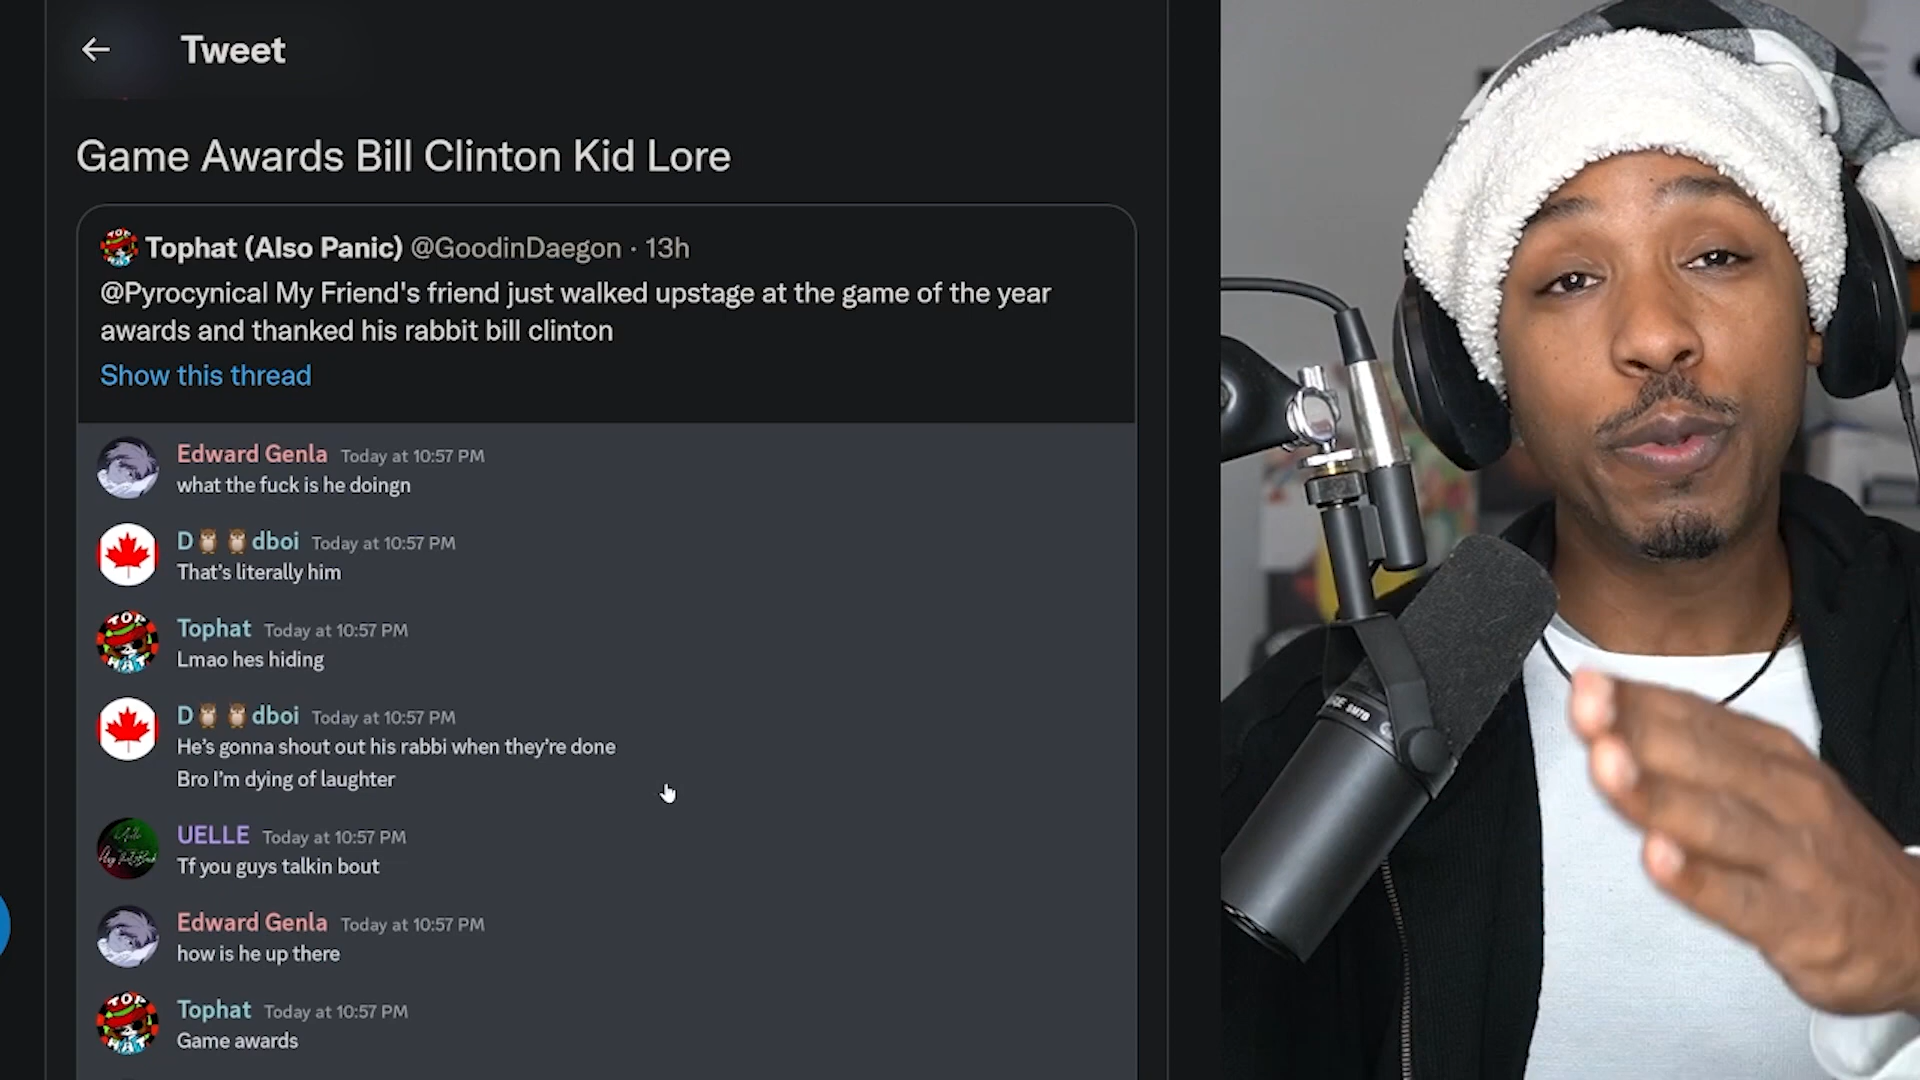 Tweet
Game Awards Bill Clinton Kid Lore
Tophat (Also Panic) @GoodinDaegon · 13h
@Pyrocynical My Friend's friend just walked upstage at the game of the year
awards and thanked his rabbit bill clinton
Show this thread
Edward Genla Today at 10:57 PM
what the fuck is he doingn
D🦉🦉dboi Today at 10:57 PM
That's literally him
Tophat Today at 10:57 PM
Lmao hes hiding
D🦉🦉dboi Today at 10:57 PM
He's gonna shout out his rabbi when they're done
Bro I'm dying of laughter
UELLE Today at 10:57 PM
Tf you guys talkin bout
Edward Genla Today at 10:57 PM
how is he up there
Tophat Today at 10:57 PM
Game awards
SM7B